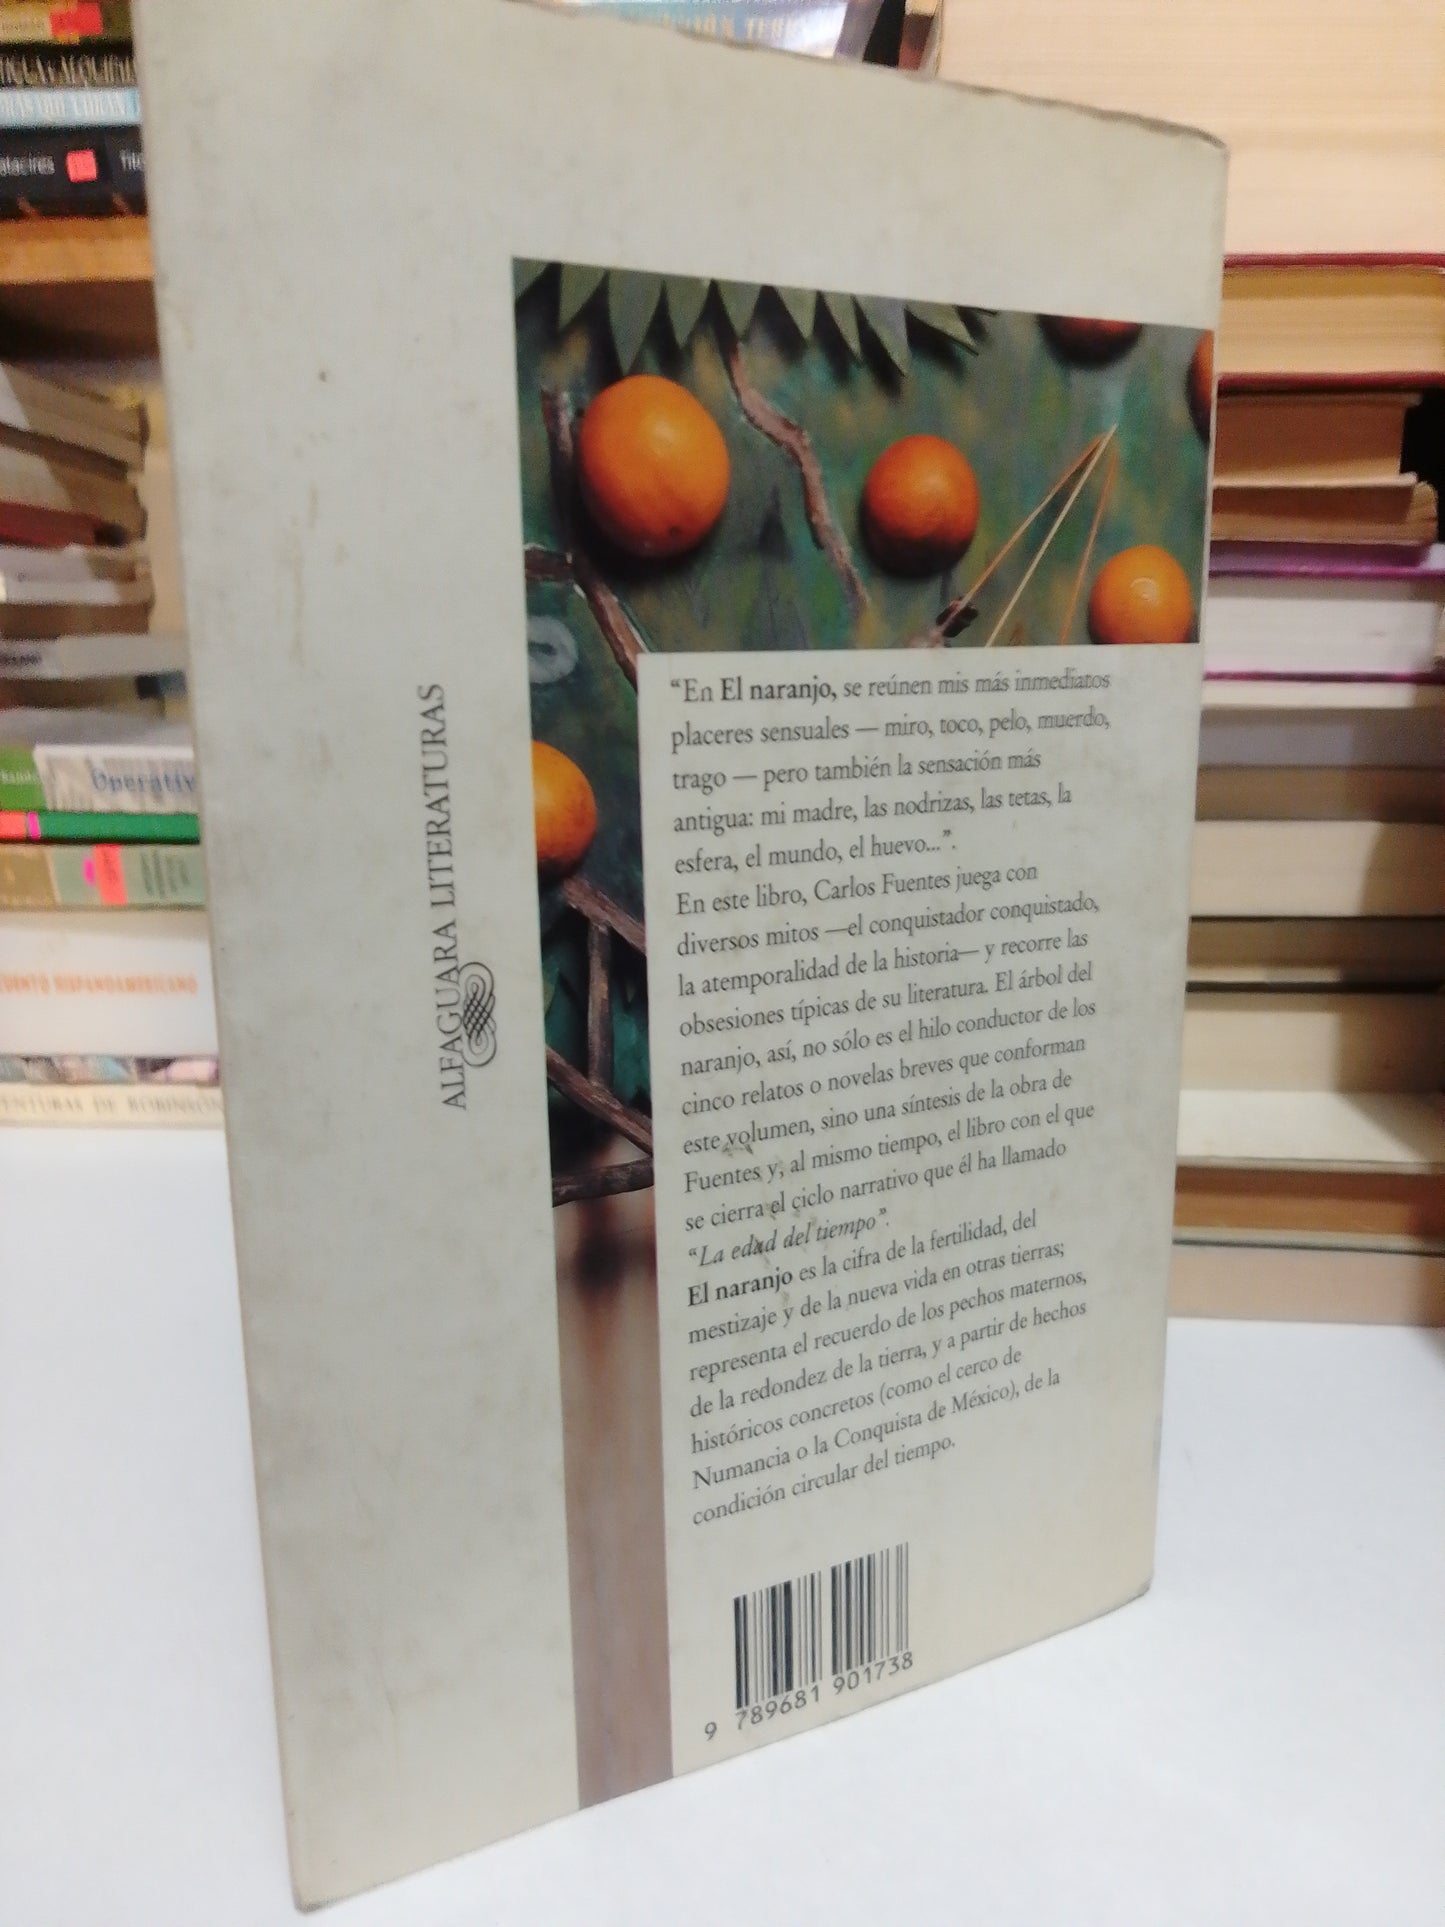 ALFAGUARA LITERATURAS
“En El naranjo, se reúnen mis más inmediatos
placeres sensuales — miro, toco, pelo, muerdo,
trago — pero también la sensación más
antigua: mi madre, las nodrizas, las tetas, la
esfera, el mundo, el huevo...”.
En este libro, Carlos Fuentes juega con
diversos mitos —el conquistador conquistado,
la atemporalidad de la historia— y recorre las
obsesiones típicas de su literatura. El árbol del
naranjo, así, no sólo es el hilo conductor de los
cinco relatos o novelas breves que conforman
este volumen, sino una síntesis de la obra de
Fuentes y, al mismo tiempo, el libro con el que
se cierra el ciclo narrativo que él ha llamado
“La edad del tiempo”.
El naranjo es la cifra de la fertilidad, del
mestizaje y de la nueva vida en otras tierras;
representa el recuerdo de los pechos maternos,
de la redondez de la tierra, y a partir de hechos
históricos concretos (como el cerco de
Numancia o la Conquista de México), de la
condición circular del tiempo.
9 789681 901738
Operativ
CUENTO HISPANOAMERICANO
DE ROBINSON